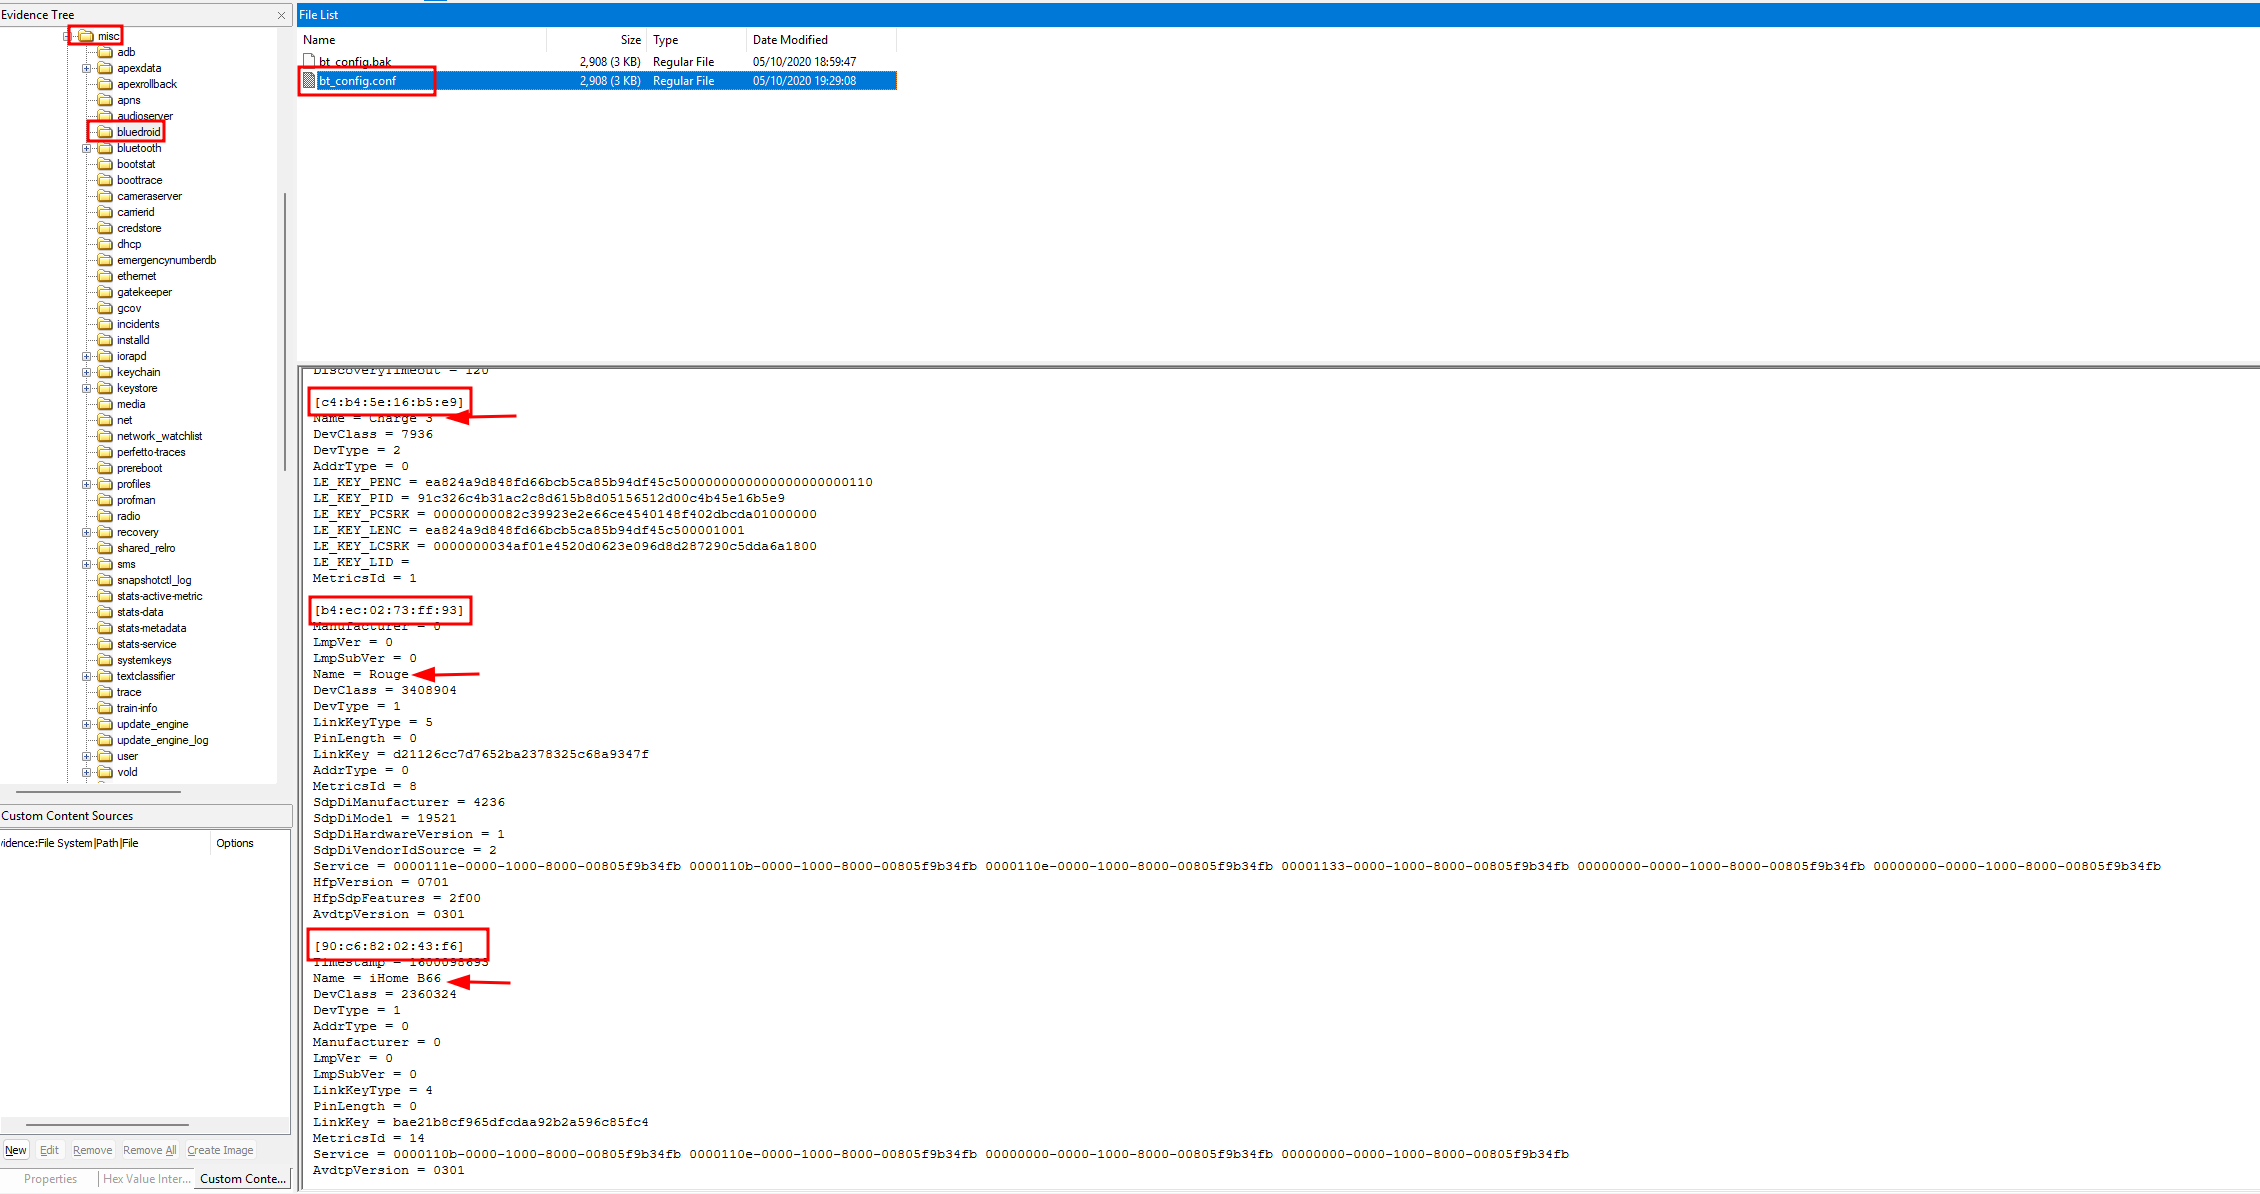 Evidence Tree
misc
adb
apexdata
apexrollback
apns
audioserver
bluedroid
bluetooth
bootstat
boottrace
cameraserver
carrierid
credstore
dhcp
emergencynumberdb
ethernet
gatekeeper
gcov
incidents
installd
iorapd
keychain
keystore
media
net
network_watchlist
perfetto-traces
prereboot
profiles
profman
radio
recovery
shared_relro
sms
snapshotctl_log
stats-active-metric
stats-data
stats-metadata
stats-service
systemkeys
textclassifier
trace
train-info
update_engine
update_engine_log
user
vold
Custom Content Sources
vidence:File System|Path|File Options
New Edit Remove Remove All Create Image
Properties Hex Value Inter... Custom Conte...
File List
Name Size Type Date Modified
bt_config.bak 2,908 (3 KB) Regular File 05/10/2020 18:59:47
bt_config.conf 2,908 (3 KB) Regular File 05/10/2020 19:29:08
DiscoveryTimeout = 120
[c4:b4:5e:16:b5:e9]
Name = Charge 3
DevClass = 7936
DevType = 2
AddrType = 0
LE_KEY_PENC = ea824a9d848fd66bcb5ca85b94df45c50000000000000000000000110
LE_KEY_PID = 91c326c4b31ac2c8d615b8d05156512d00c4b45e16b5e9
LE_KEY_PCSRK = 00000000082c39923e2e66ce4540148f402dbcda01000000
LE_KEY_LENC = ea824a9d848fd66bcb5ca85b94df45c500001001
LE_KEY_LCSRK = 0000000034af01e4520d0623e096d8d287290c5dda6a1800
LE_KEY_LID =
MetricsId = 1
[b4:ec:02:73:ff:93]
Manufacturer = 0
LmpVer = 0
LmpSubVer = 0
Name = Rouge
DevClass = 3408904
DevType = 1
LinkKeyType = 5
PinLength = 0
LinkKey = d21126cc7d7652ba2378325c68a9347f
AddrType = 0
MetricsId = 8
SdpDiManufacturer = 4236
SdpDiModel = 19521
SdpDiHardwareVersion = 1
SdpDiVendorIdSource = 2
Service = 0000111e-0000-1000-8000-00805f9b34fb 0000110b-0000-1000-8000-00805f9b34fb 0000110e-0000-1000-8000-00805f9b34fb 00001133-0000-1000-8000-00805f9b34fb 00000000-0000-1000-8000-00805f9b34fb 00000000-0000-1000-8000-00805f9b34fb
HfpVersion = 0701
HfpSdpFeatures = 2f00
AvdtpVersion = 0301
[90:c6:82:02:43:f6]
Timestamp = 1600098693
Name = iHome B66
DevClass = 2360324
DevType = 1
AddrType = 0
Manufacturer = 0
LmpVer = 0
LmpSubVer = 0
LinkKeyType = 4
PinLength = 0
LinkKey = bae21b8cf965dfcdaa92b2a596c85fc4
MetricsId = 14
Service = 0000110b-0000-1000-8000-00805f9b34fb 0000110e-0000-1000-8000-00805f9b34fb 00000000-0000-1000-8000-00805f9b34fb 00000000-0000-1000-8000-00805f9b34fb
AvdtpVersion = 0301